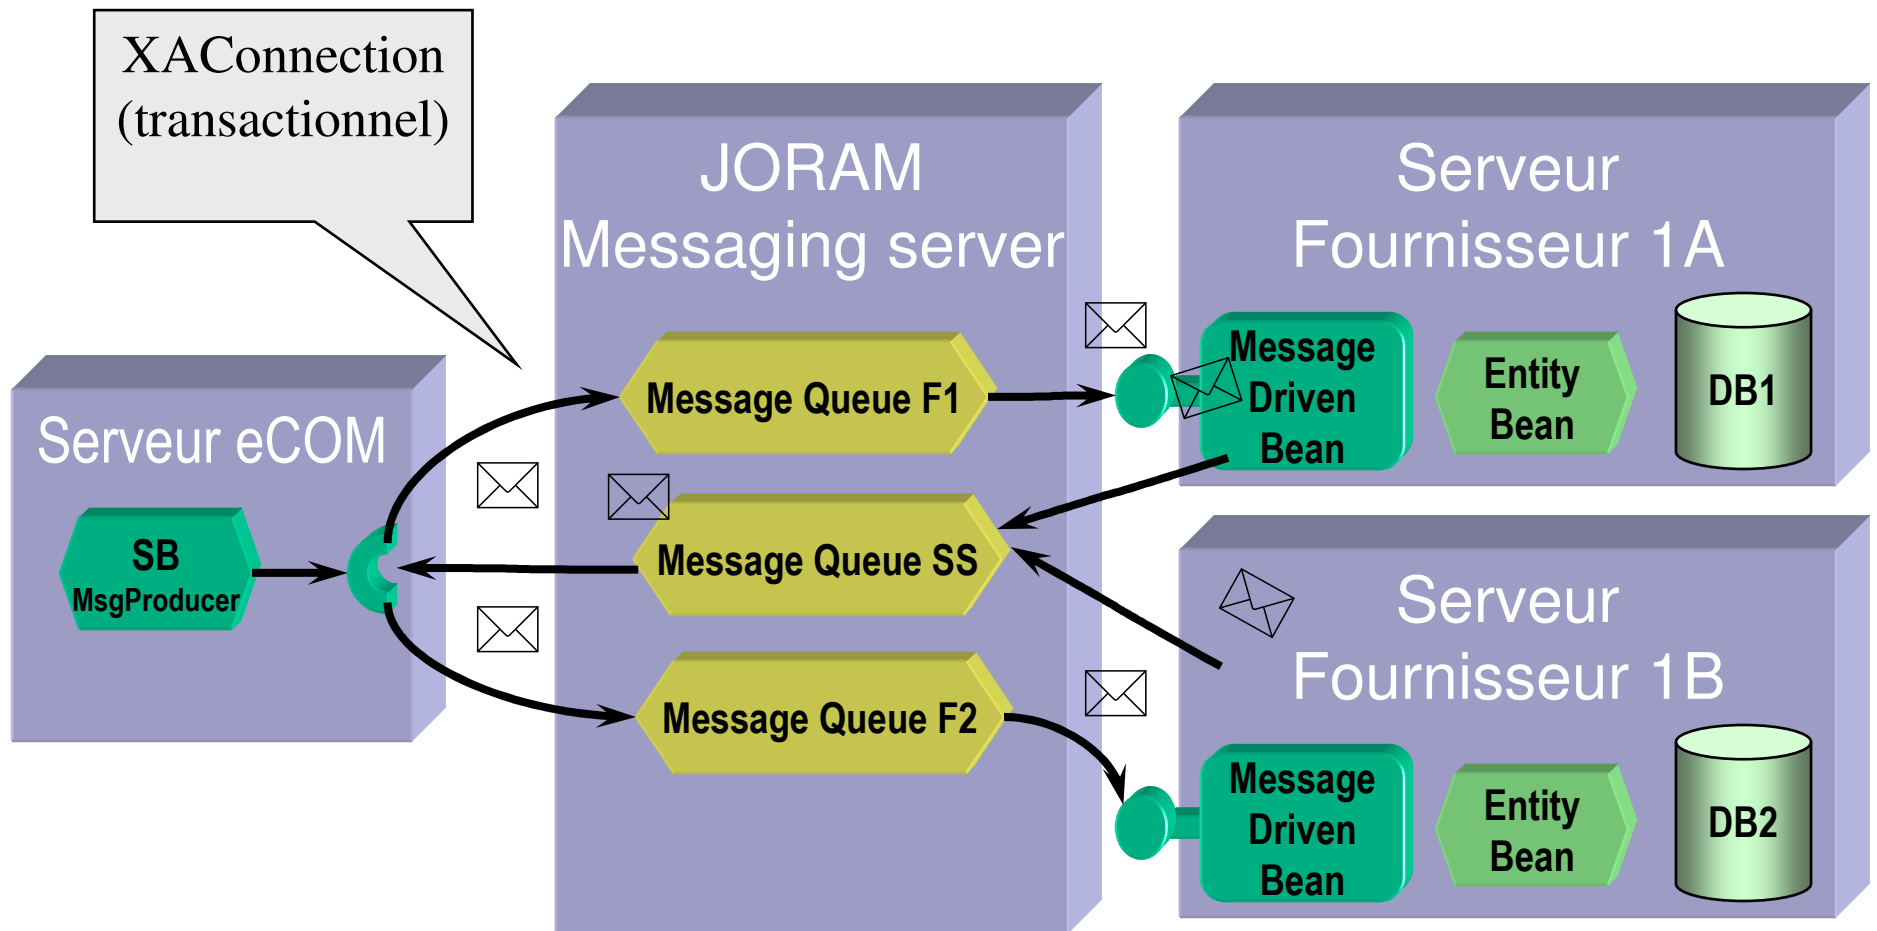 XAConnection
(transactionnel)
JORAM
Messaging server
Serveur
Fournisseur 1A
Message Queue F1
Message
Driven
Bean
Entity
Bean
DB1
Serveur eCOM
SB
MsgProducer
Message Queue SS
Message Queue F2
Serveur
Fournisseur 1B
Message
Driven
Bean
Entity
Bean
DB2